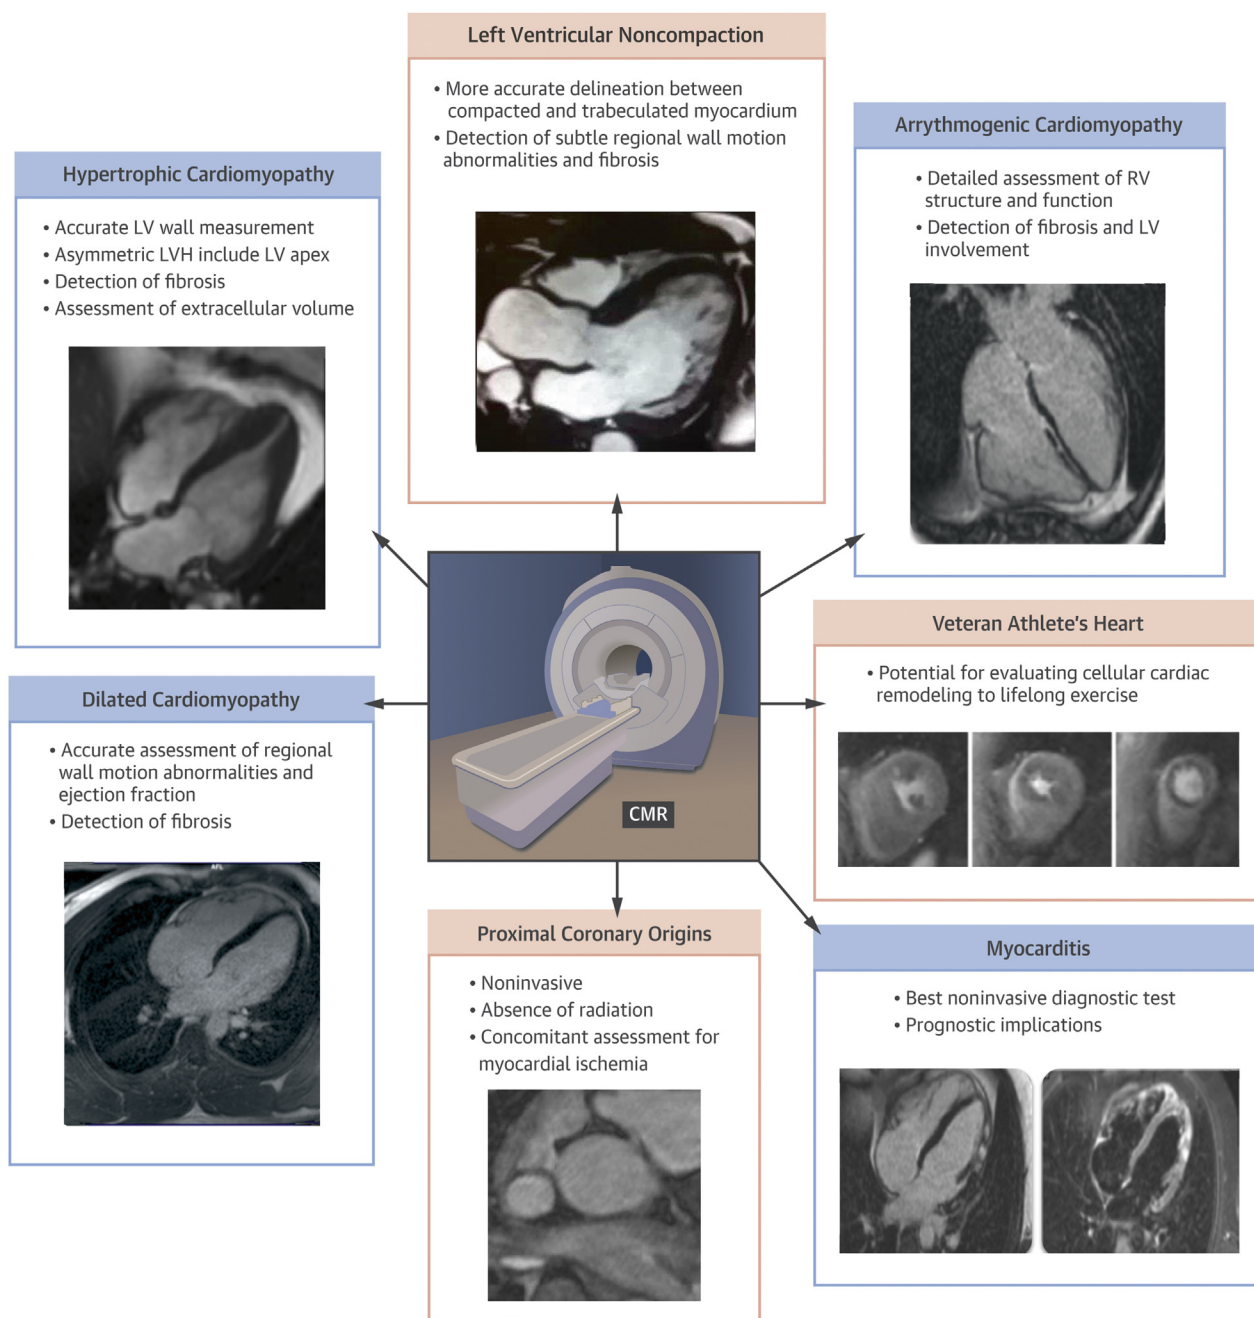 Left Ventricular Noncompaction
• More accurate delineation between
compacted and trabeculated myocardium
• Detection of subtle regional wall motion
abnormalities and fibrosis
Arrythmogenic Cardiomyopathy
• Detailed assessment of RV
structure and function
• Detection of fibrosis and LV
involvement
Hypertrophic Cardiomyopathy
• Accurate LV wall measurement
• Asymmetric LVH include LV apex
• Detection of fibrosis
• Assessment of extracellular volume
Veteran Athlete's Heart
• Potential for evaluating cellular cardiac
remodeling to lifelong exercise
Dilated Cardiomyopathy
• Accurate assessment of regional
wall motion abnormalities and
ejection fraction
• Detection of fibrosis
AFL
CMR
Proximal Coronary Origins
• Noninvasive
• Absence of radiation
• Concomitant assessment for
myocardial ischemia
Myocarditis
• Best noninvasive diagnostic test
• Prognostic implications